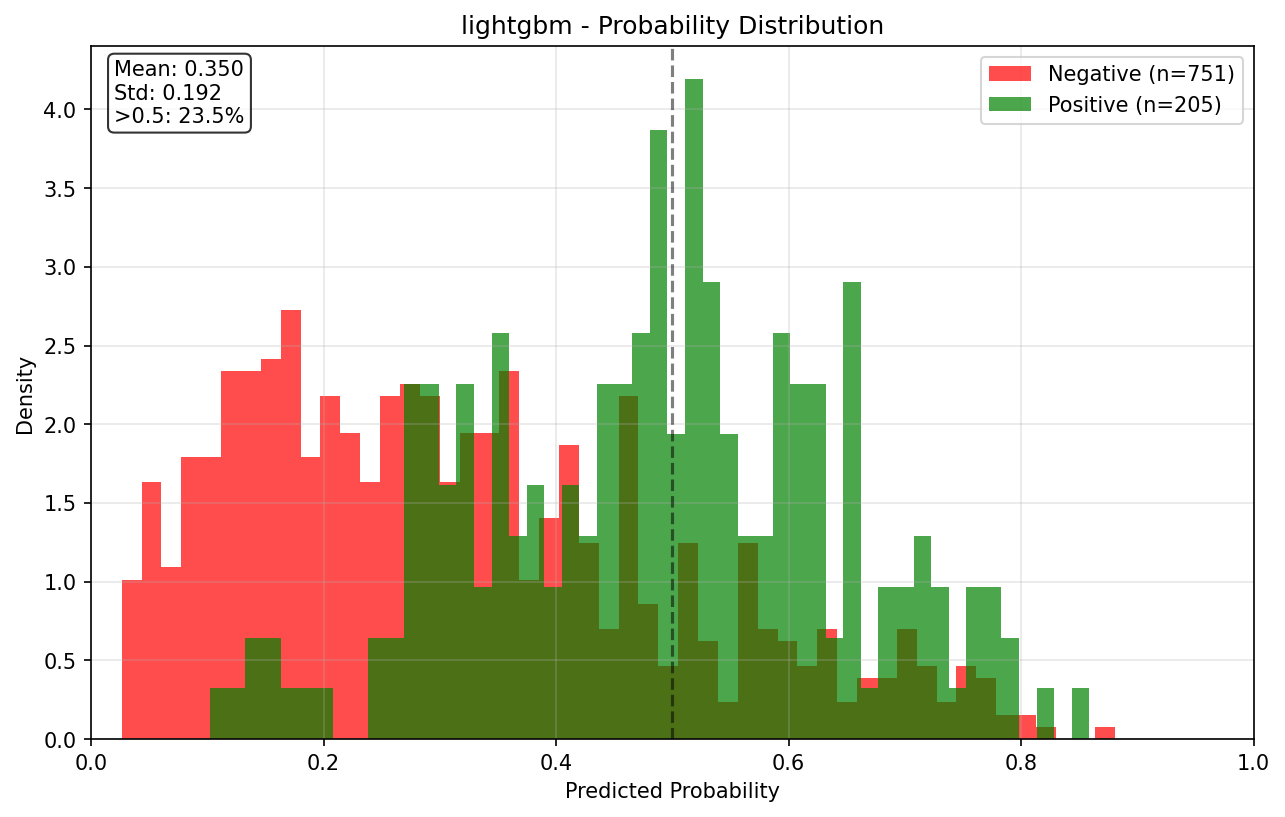 lightgbm - Probability Distribution
Mean: 0.350
Std: 0.192
>0.5: 23.5%
Negative (n=751)
Positive (n=205)
Density
4.0
3.5
3.0
2.5
2.0
1.5
1.0
0.5
0.0
0.0 0.2 0.4 0.6 0.8 1.0
Predicted Probability